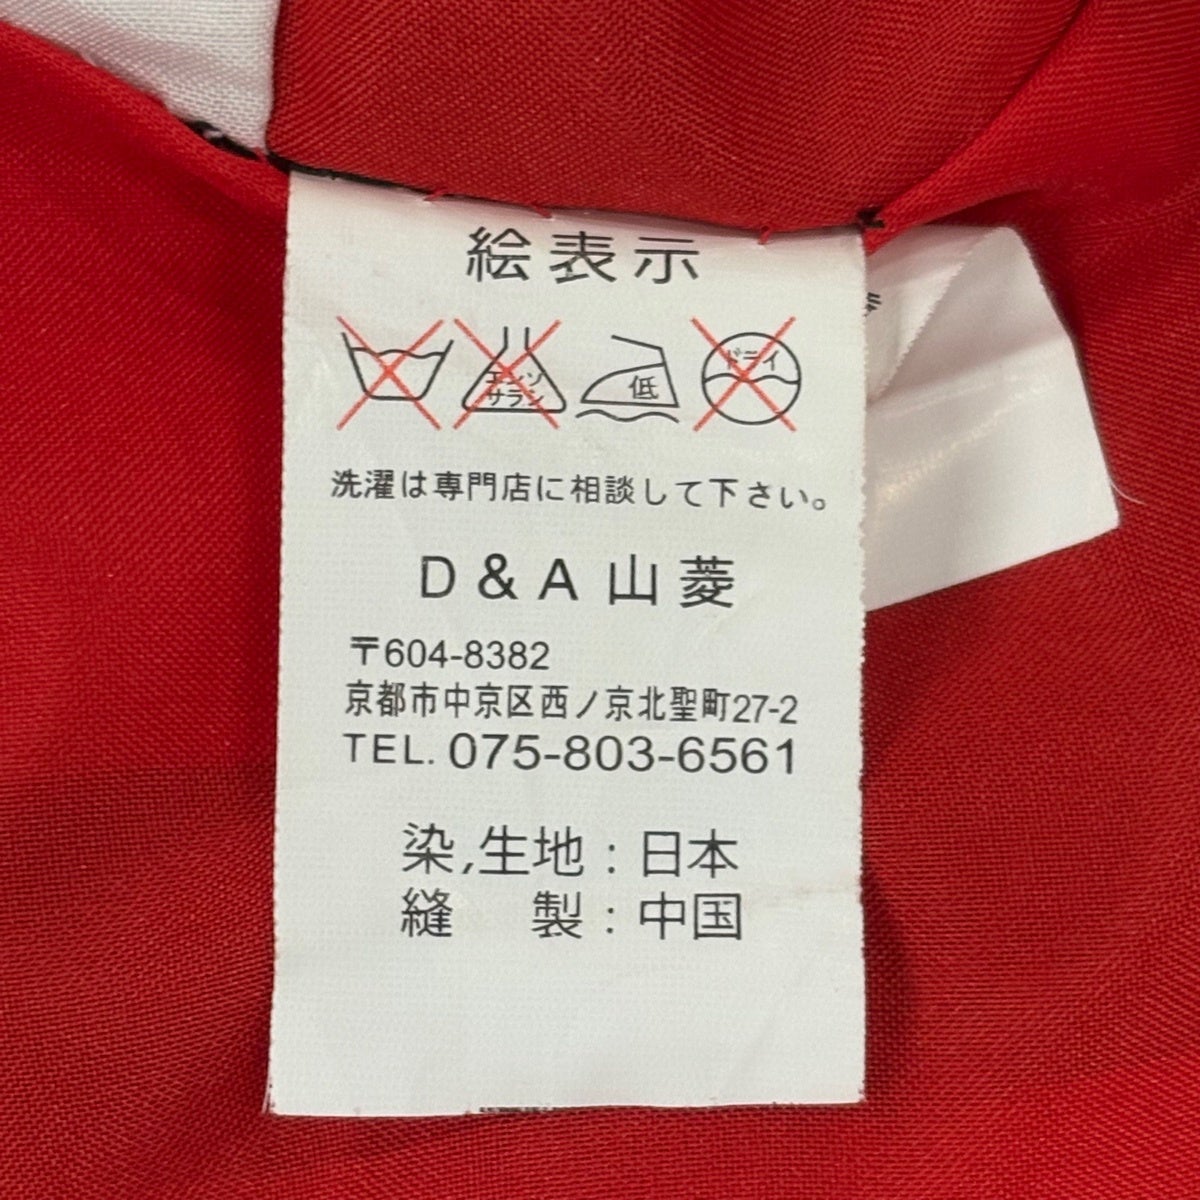 絵表示
エンソ サラシ 低 ドライ
洗濯は専門店に相談して下さい。
D & A 山菱
〒604-8382
京都市中京区西ノ京北聖町27-2
TEL. 075-803-6561
染,生地:日本
縫 製:中国